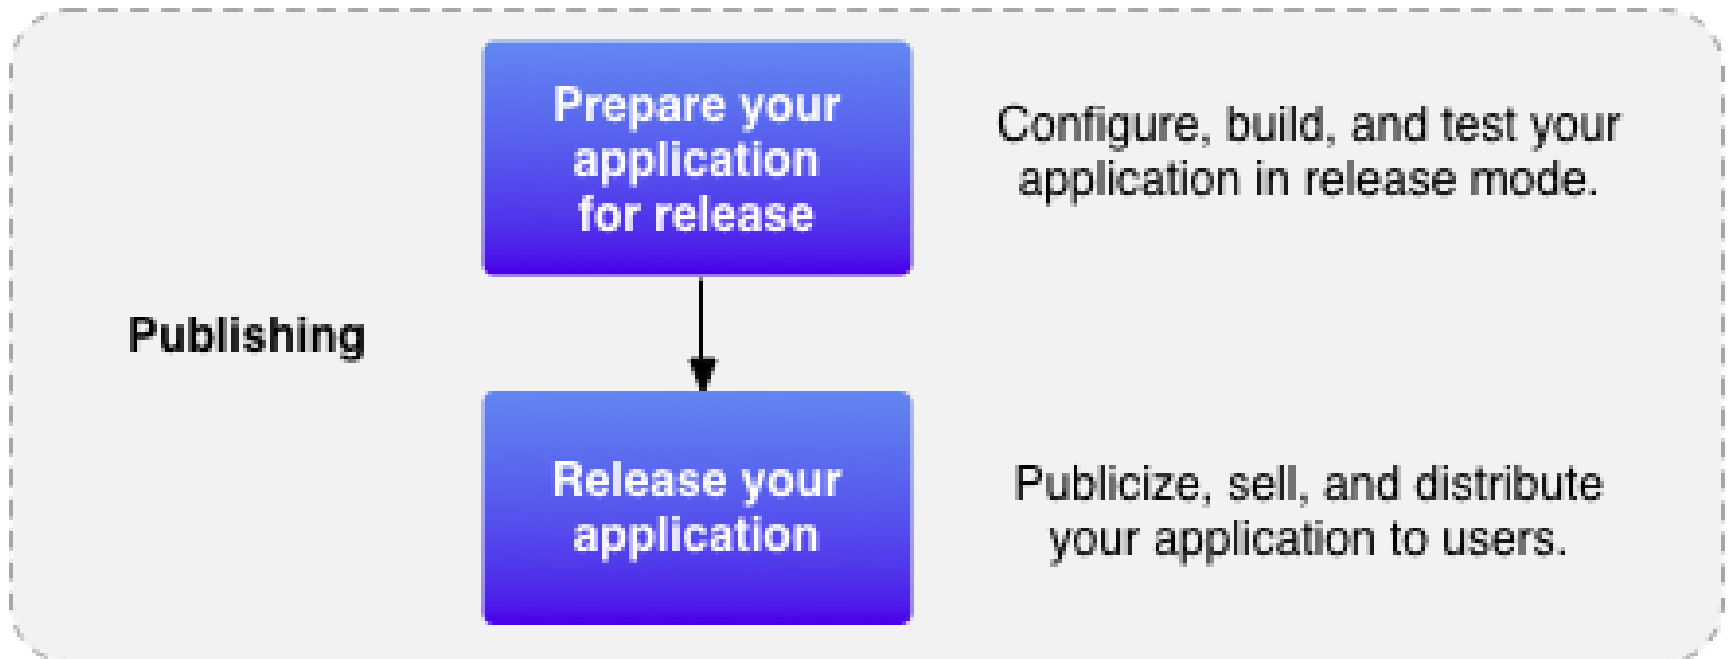 Prepare your
application
for release
Configure, build, and test your
application in release mode.
Publishing
Release your
application
Publicize, sell, and distribute
your application to users.